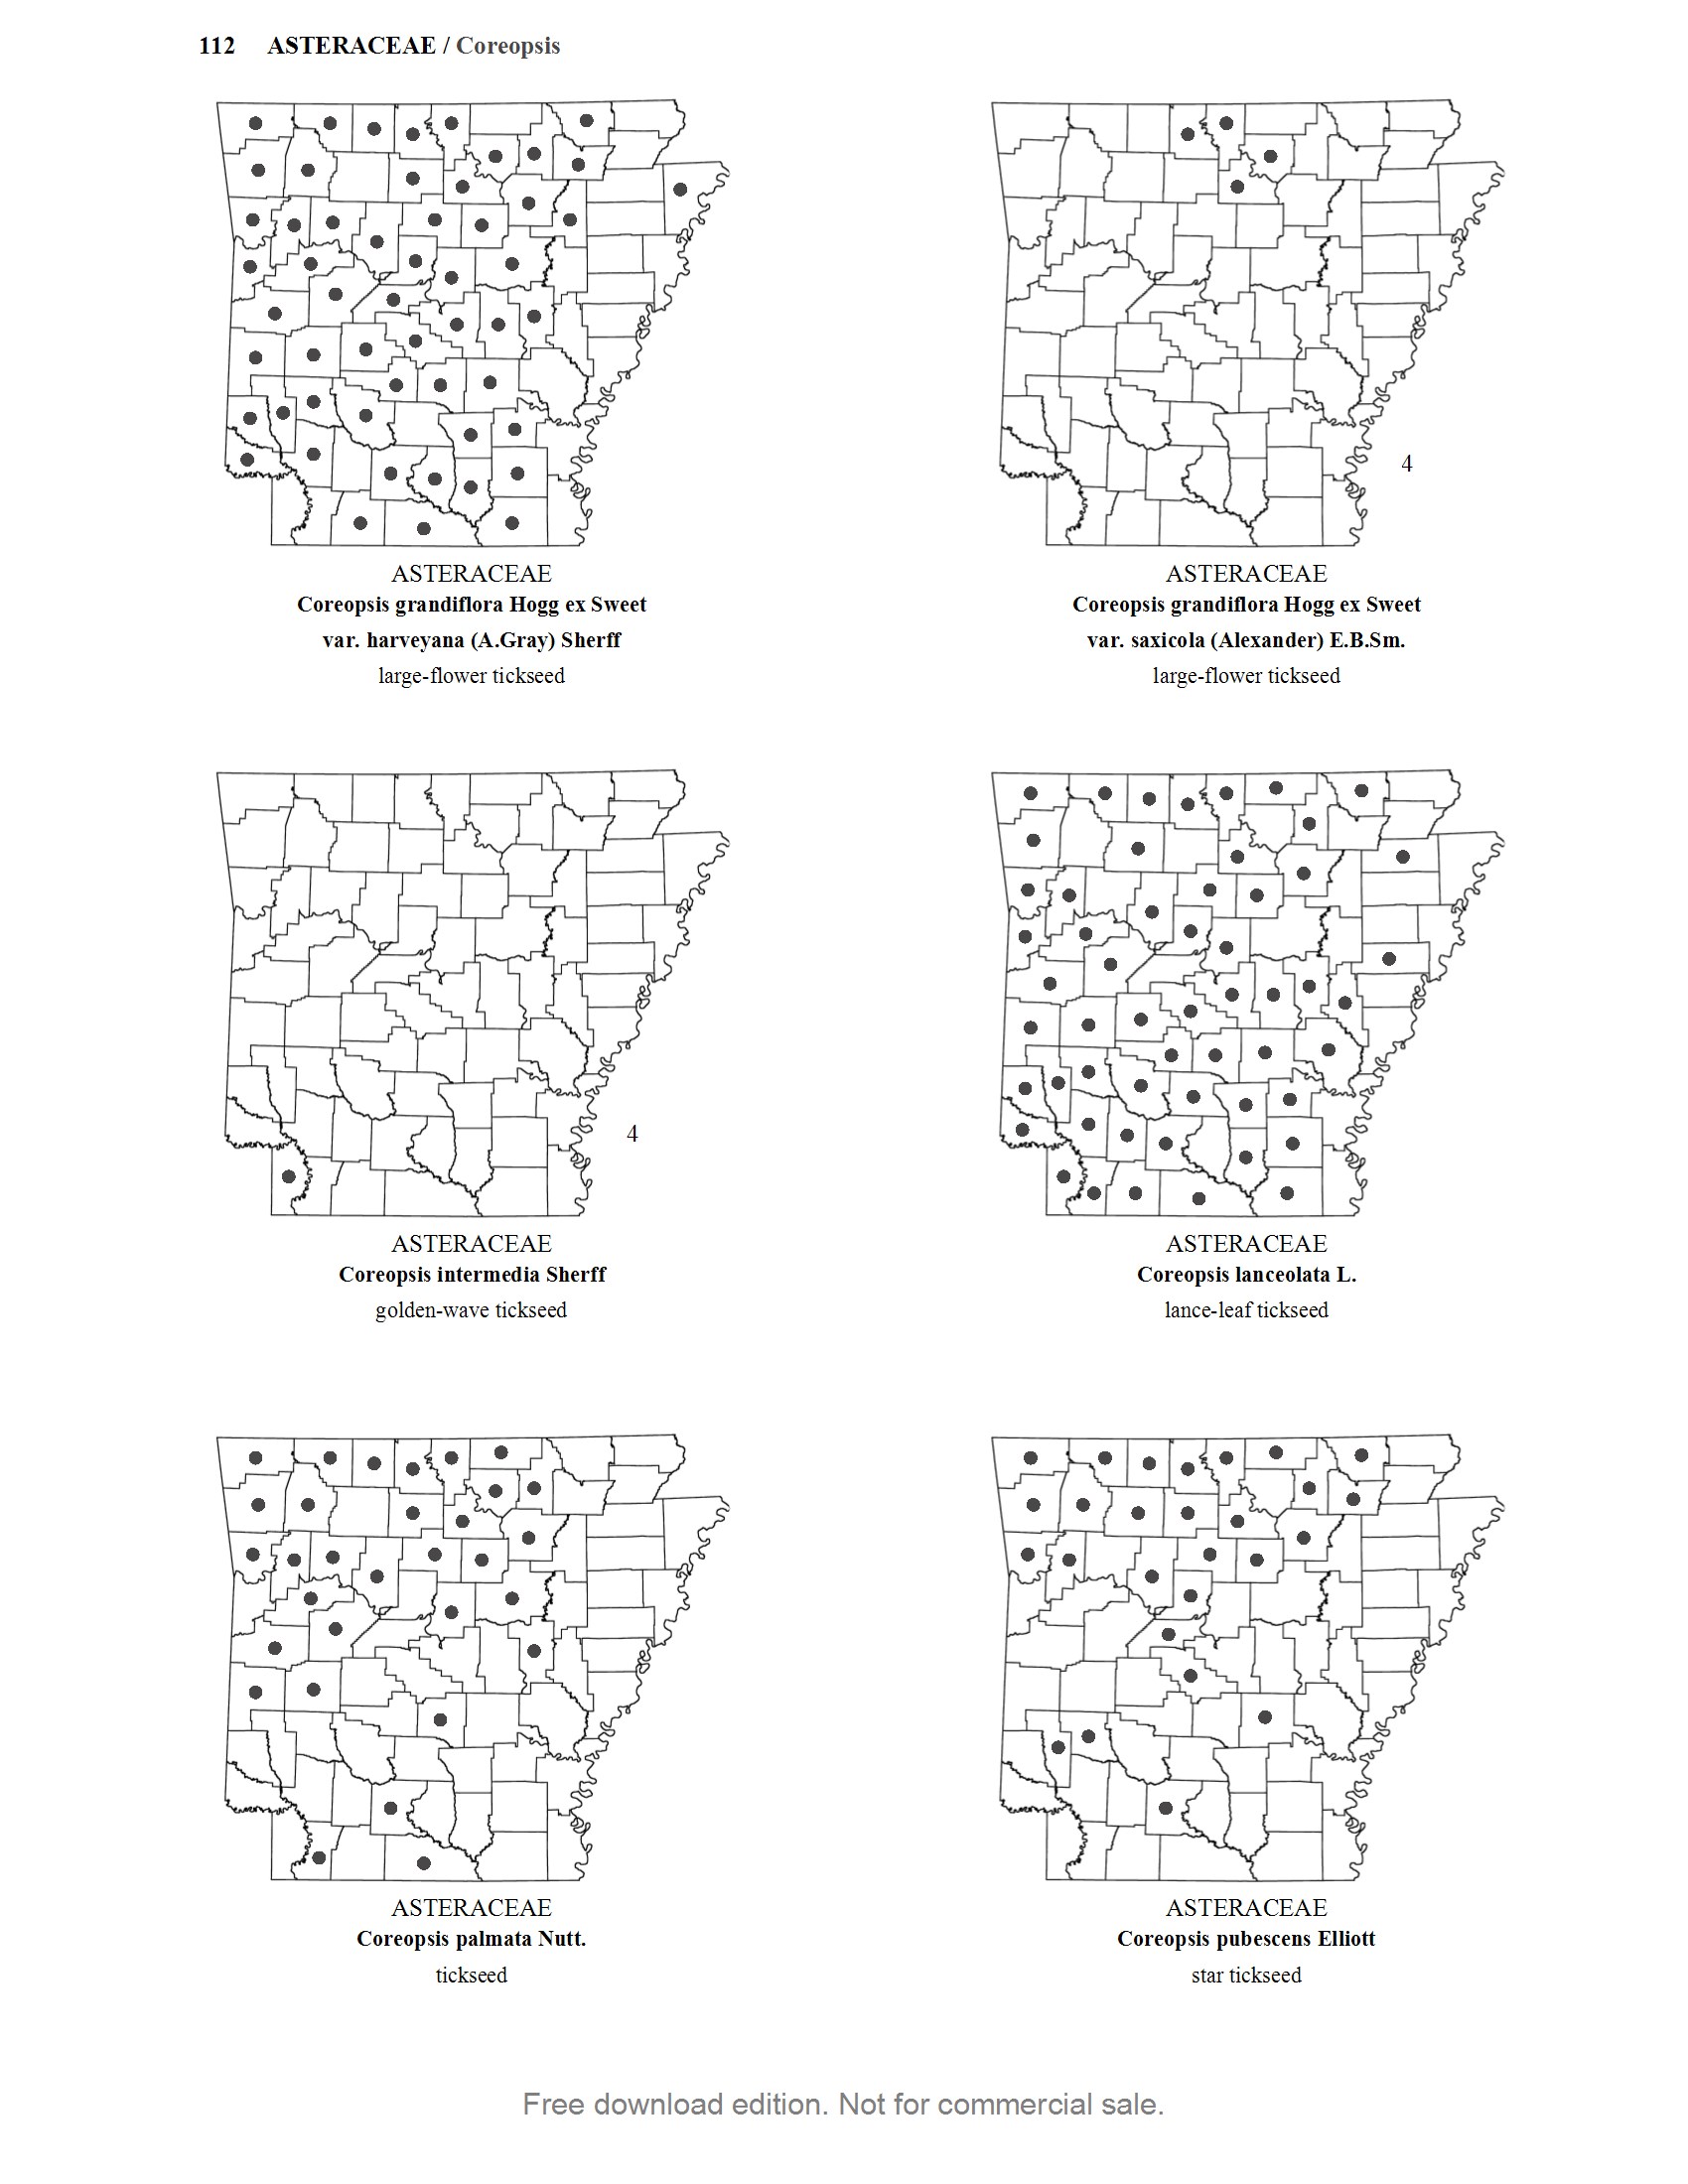 112 ASTERACEAE / Coreopsis
ASTERACEAE
Coreopsis grandiflora Hogg ex Sweet
var. harveyana (A.Gray) Sherff
large-flower tickseed
4
ASTERACEAE
Coreopsis grandiflora Hogg ex Sweet
var. saxicola (Alexander) E.B.Sm.
large-flower tickseed
4
ASTERACEAE
Coreopsis intermedia Sherff
golden-wave tickseed
ASTERACEAE
Coreopsis lanceolata L.
lance-leaf tickseed
ASTERACEAE
Coreopsis palmata Nutt.
tickseed
ASTERACEAE
Coreopsis pubescens Elliott
star tickseed
Free download edition. Not for commercial sale.